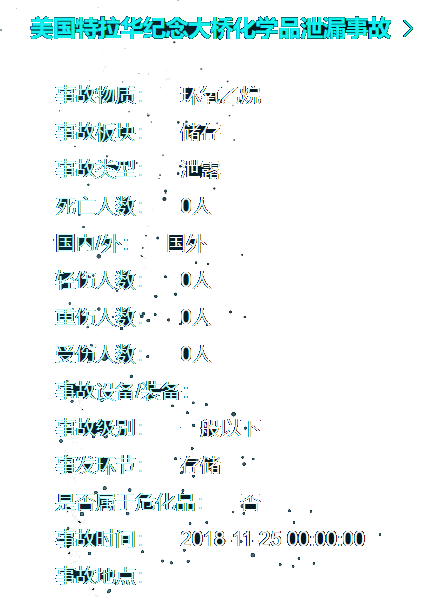 美国特拉华纪念大桥化学品泄漏事故 >
事故物质: 环氧乙烷
事故板块: 储存
事故类型: 泄露
死亡人数: 0人
国内/外: 国外
轻伤人数: 0人
重伤人数: 0人
受伤人数: 0人
事故设备/装备:
事故级别: 一般以下
事发环节: 存储
是否属于危化品: 否
事故时间: 2018-11-25 00:00:00
事故地点: